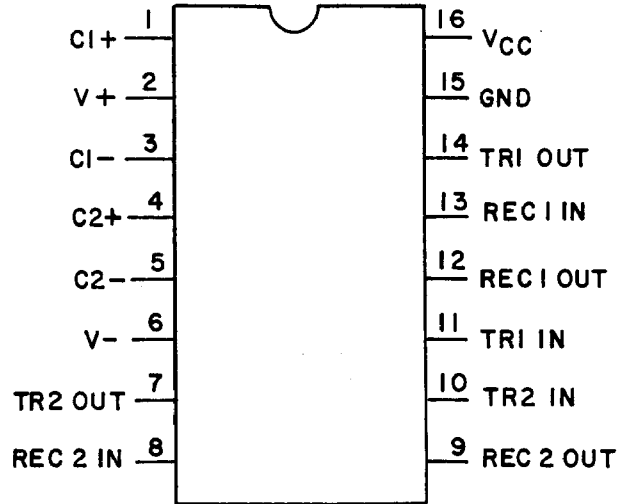 C1+ 1 16 VCC
V+ 2 15 GND
C1- 3 14 TR1 OUT
C2+ 4 13 REC1 IN
C2- 5 12 REC1 OUT
V- 6 11 TR1 IN
TR2 OUT 7 10 TR2 IN
REC 2 IN 8 9 REC 2 OUT